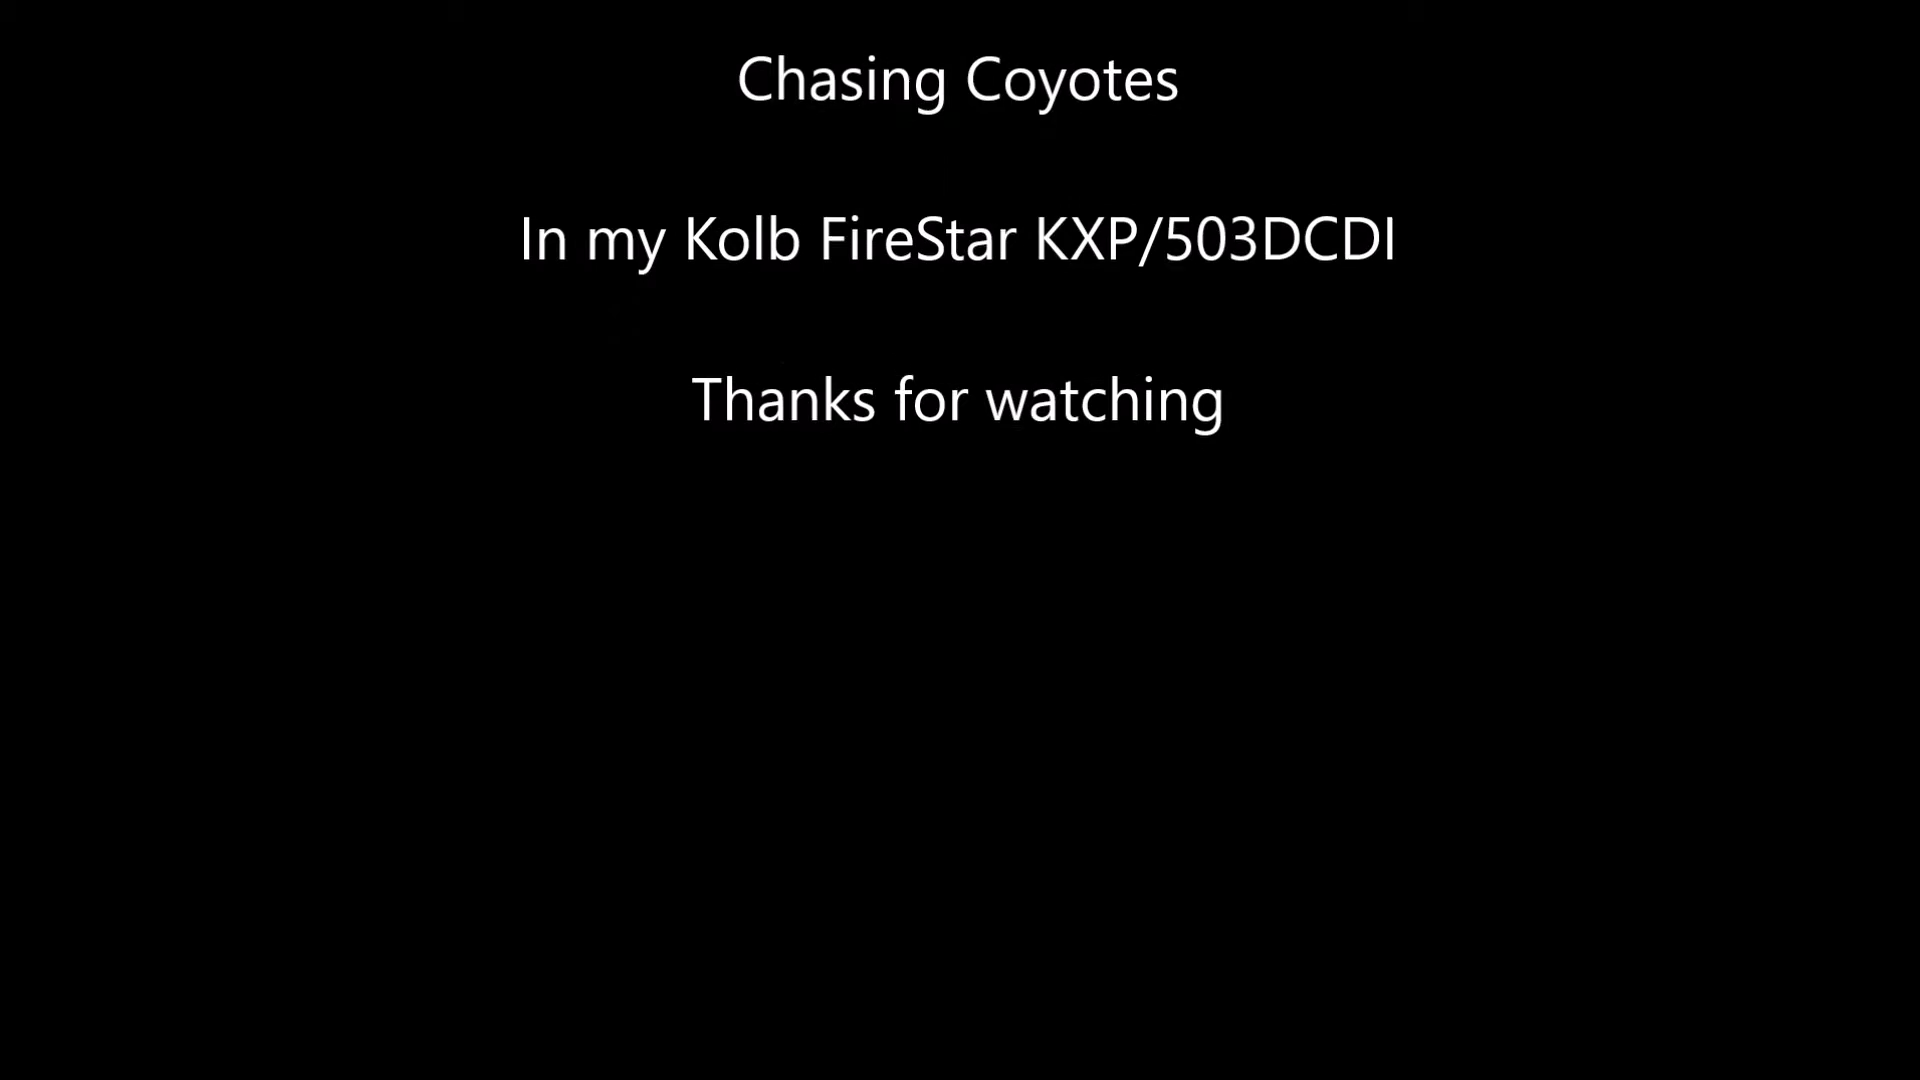 Chasing Coyotes
In my Kolb FireStar KXP/503DCDI
Thanks for watching